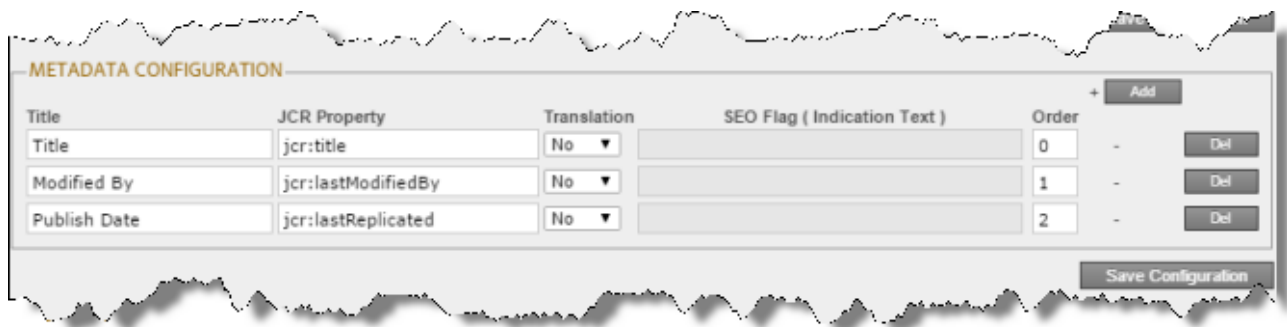 METADATA CONFIGURATION
+ Add
Title JCR Property Translation SEO Flag ( Indication Text ) Order
Title jcr:title No ▼ 0 - Del
Modified By jcr:lastModifiedBy No ▼ 1 - Del
Publish Date jcr:lastReplicated No ▼ 2 - Del
Save Configuration